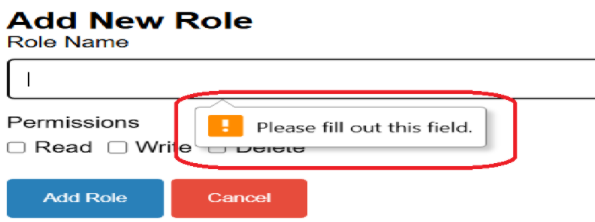 Add New Role
Role Name
Please fill out this field.
Permissions
Read Write Delete
Add Role Cancel